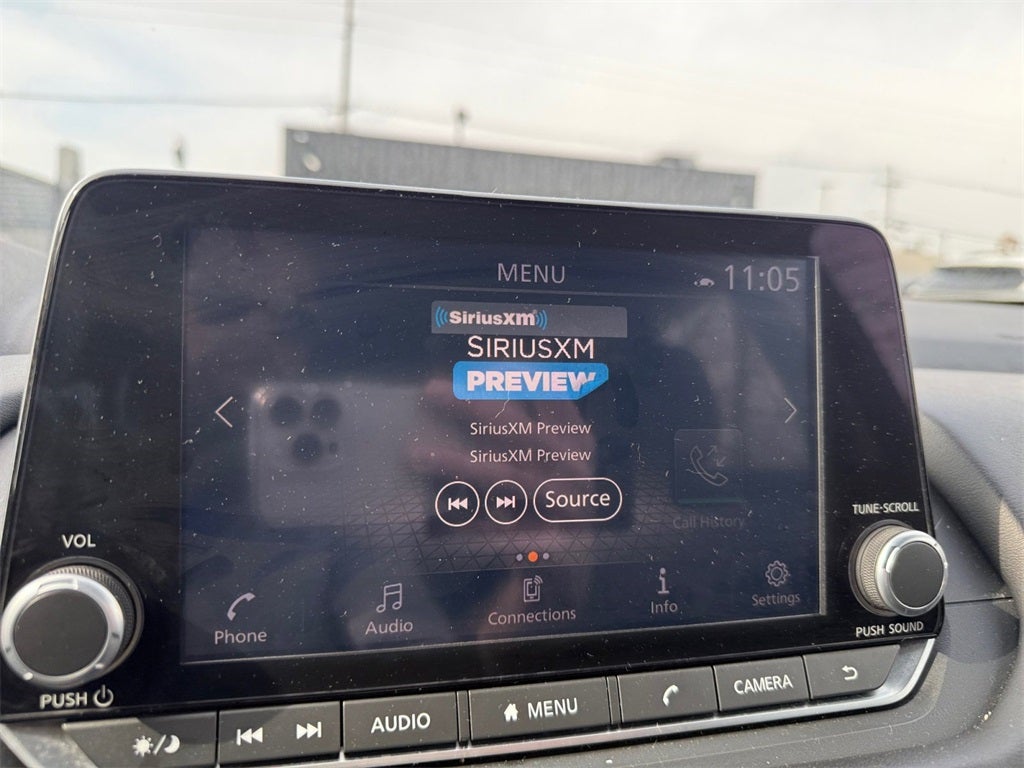 MENU
11:05
SiriusXM
SIRIUSXM
PREVIEW
SiriusXM Preview
SiriusXM Preview
Source
Call History
Phone
Audio
Connections
Info
Settings
VOL
PUSH
TUNE·SCROLL
PUSH SOUND
AUDIO
MENU
CAMERA